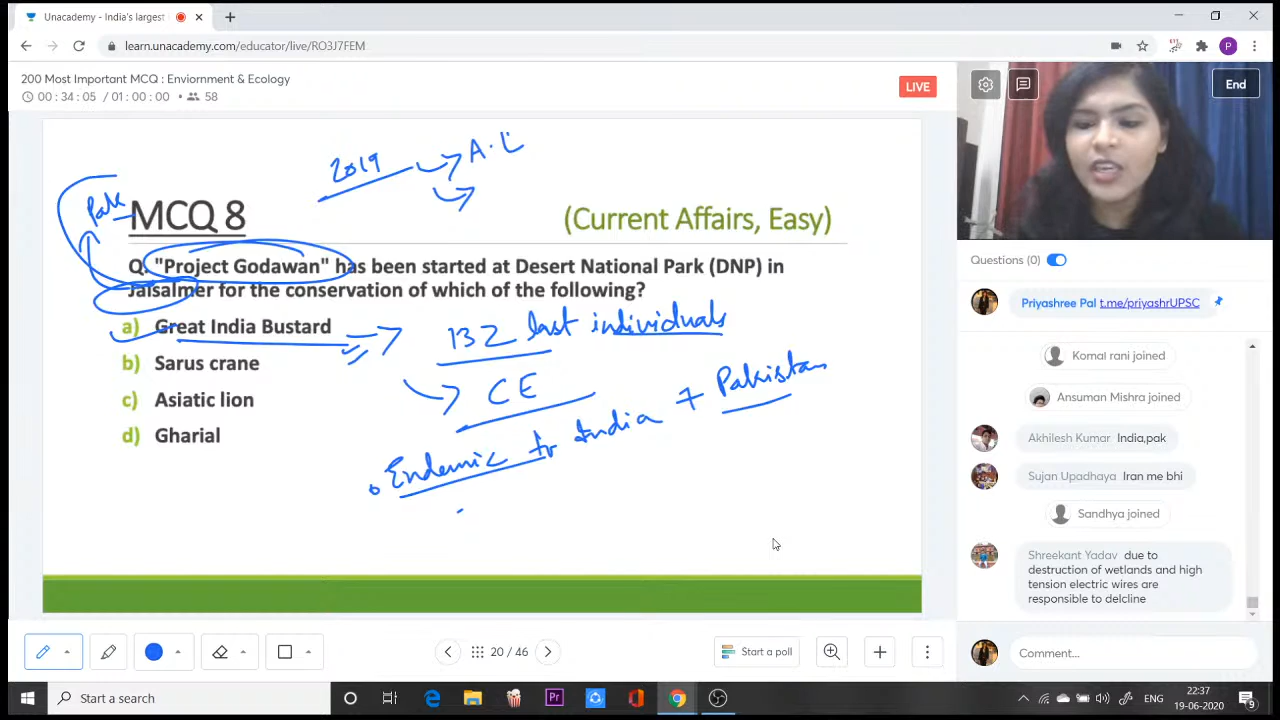 Unacademy - India's largest
learn.unacademy.com/educator/live/RO3J7FEM
P
200 Most Important MCQ : Enviornment & Ecology
00 : 34 : 05 / 01 : 00 : 00 • 58
LIVE
End
2019 A.L
Pak
MCQ 8
(Current Affairs, Easy)
Q. "Project Godawan" has been started at Desert National Park (DNP) in
Jaisalmer for the conservation of which of the following?
a) Great India Bustard
b) Sarus crane
c) Asiatic lion
d) Gharial
132 last individuals
CE
Endemic to India + Pakistan
Questions (0)
Priyashree Pal t.me/priyashrUPSC
Komal rani joined
Ansuman Mishra joined
Akhilesh Kumar India,pak
Sujan Upadhaya Iran me bhi
Sandhya joined
Shreekant Yadav due to
destruction of wetlands and high
tension electric wires are
responsible to delcline
20 / 46
Start a poll
Comment...
Start a search
Pr
ENG
22:37
19-06-2020
9